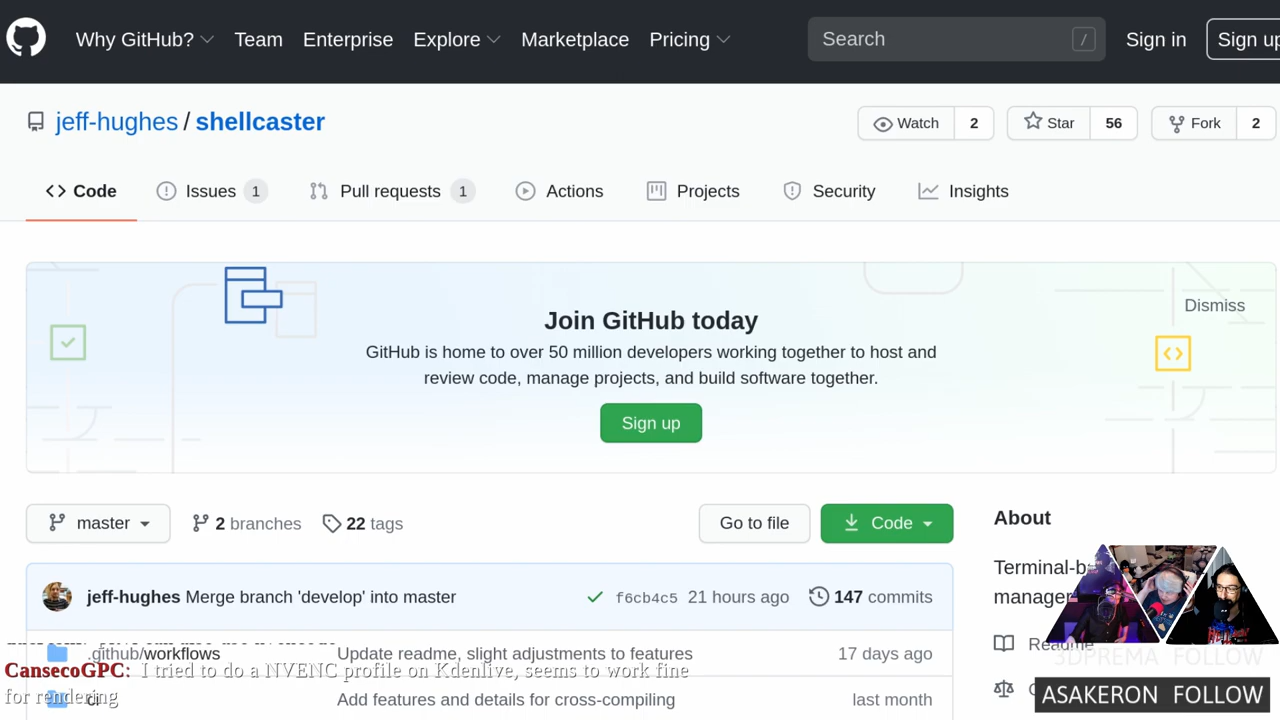 Why GitHub? Team Enterprise Explore Marketplace Pricing Search / Sign in Sign up
jeff-hughes / shellcaster
Watch 2 Star 56 Fork 2
Code Issues 1 Pull requests 1 Actions Projects Security Insights
Dismiss
Join GitHub today
GitHub is home to over 50 million developers working together to host and
review code, manage projects, and build software together.
Sign up
master 2 branches 22 tags Go to file Code
About
Terminal-b
manager
jeff-hughes Merge branch 'develop' into master f6cb4c5 21 hours ago 147 commits
.github/workflows Update readme, slight adjustments to features 17 days ago
Readme
CansecoGPC: I tried to do a NVENC profile on Kdenlive, seems to work fine
for rendering
ci Add features and details for cross-compiling last month
3DPREMA FOLLOW
ASAKERON FOLLOW